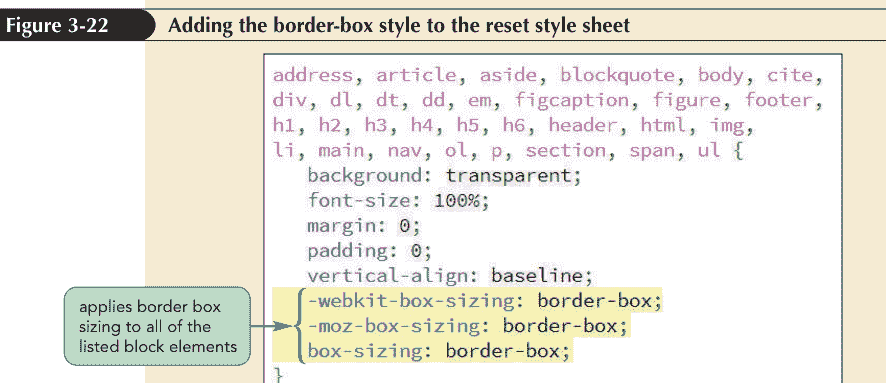 Figure 3-22 Adding the border-box style to the reset style sheet
address, article, aside, blockquote, body, cite,
div, dl, dt, dd, em, figcaption, figure, footer,
h1, h2, h3, h4, h5, h6, header, html, img,
li, main, nav, ol, p, section, span, ul {
background: transparent;
font-size: 100%;
margin: 0;
padding: 0;
vertical-align: baseline;
-webkit-box-sizing: border-box;
-moz-box-sizing: border-box;
box-sizing: border-box;
}
applies border box
sizing to all of the
listed block elements